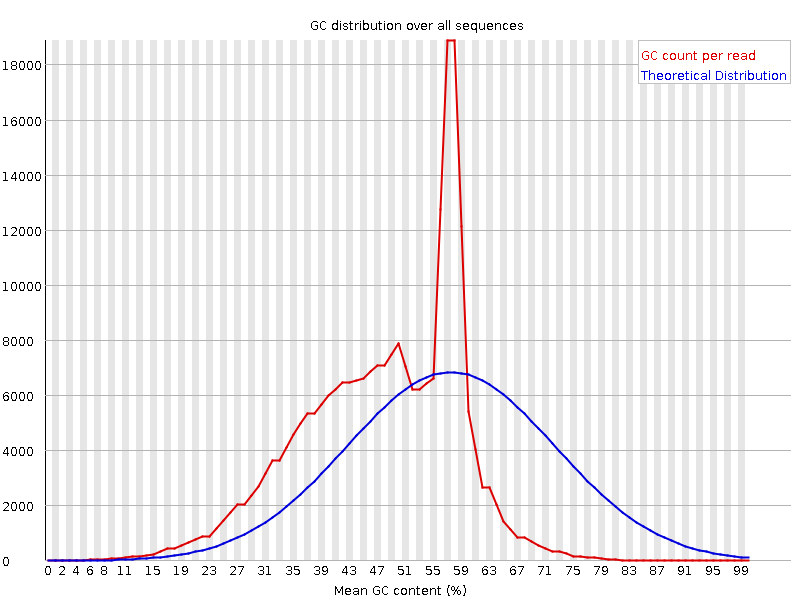 GC distribution over all sequences
GC count per read
Theoretical Distribution
18000
16000
14000
12000
10000
8000
6000
4000
2000
0
0 2 4 6 8 11 15 19 23 27 31 35 39 43 47 51 55 59 63 67 71 75 79 83 87 91 95 99
Mean GC content (%)